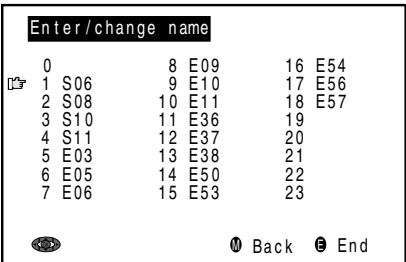 Enter/change name
0 8 E09 16 E54
1 S06 9 E10 17 E56
2 S08 10 E11 18 E57
3 S10 11 E36 19
4 S11 12 E37 20
5 E03 13 E38 21
6 E05 14 E50 22
7 E06 15 E53 23
M Back E End